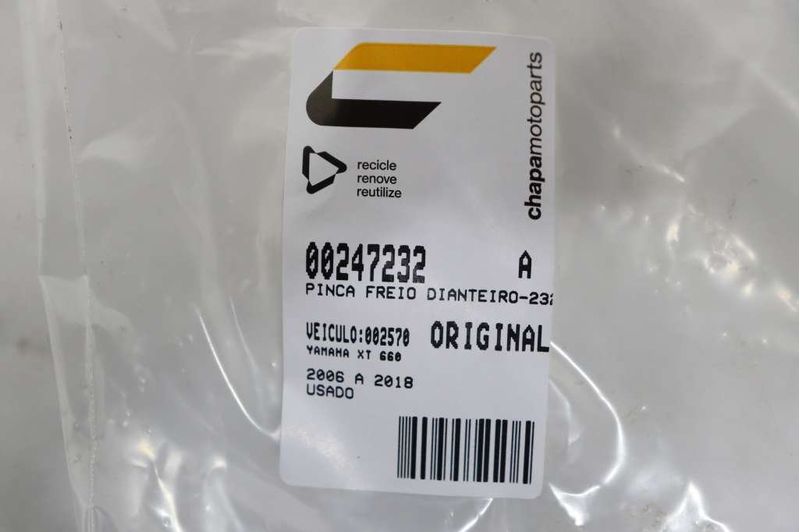 chapamotoparts
recicle
renove
reutilize
00247232 A
PINCA FREIO DIANTEIRO-232
VEICULO:002570 ORIGINAL
YAMAHA XT 660
2006 A 2018
USADO